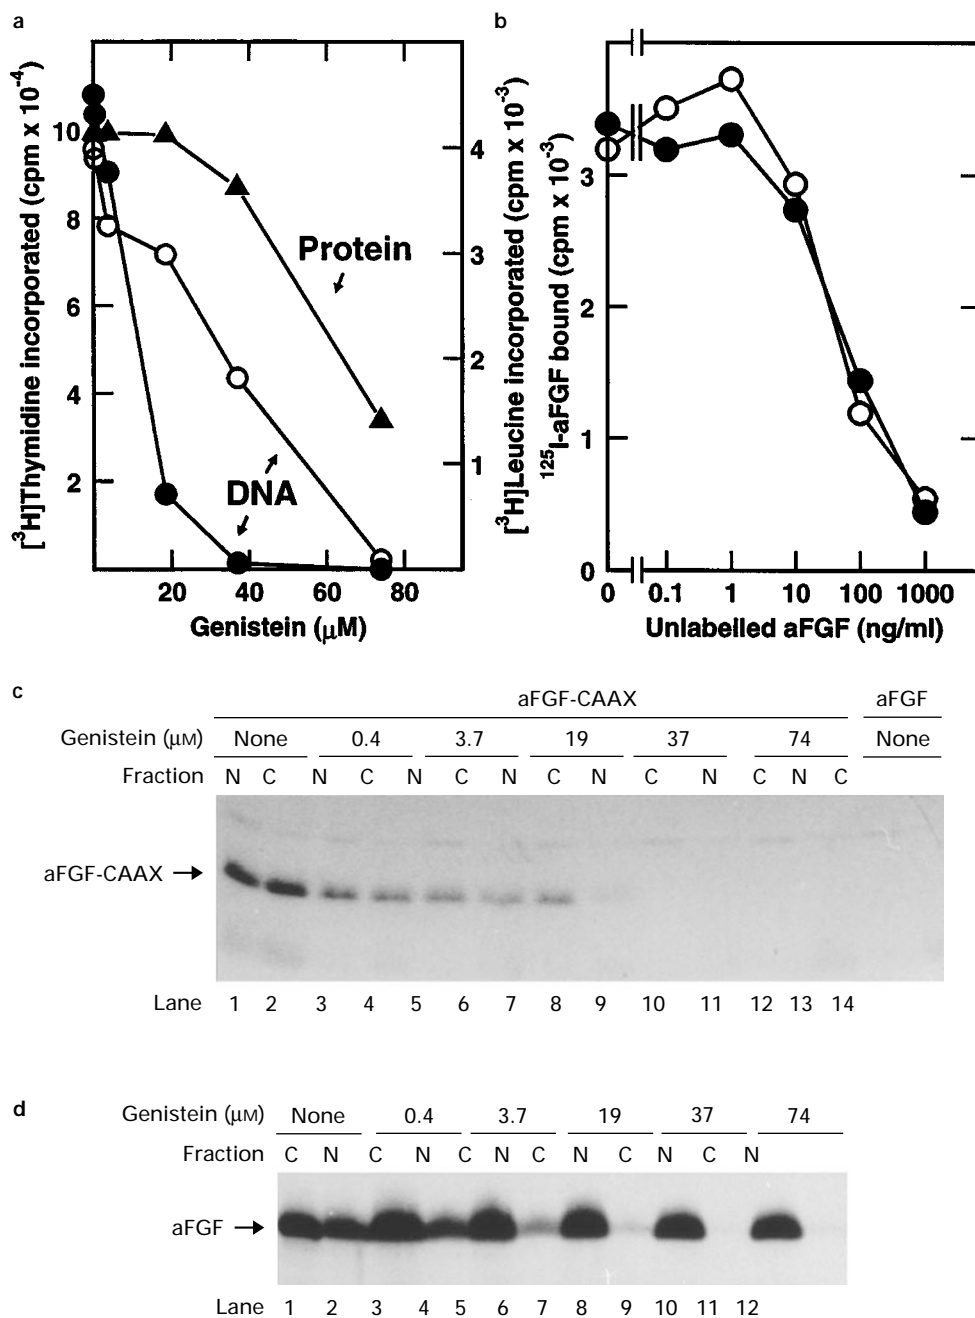 a
b
[³H]Thymidine incorporated (cpm x 10⁻⁴)
10
8
6
4
2
Protein
DNA
20
40
60
80
Genistein (μM)
4
3
2
1
[³H]Leucine incorporated (cpm x 10⁻³)
¹²⁵I-aFGF bound (cpm x 10⁻³)
3
2
1
0
0 0.1 1 10 100 1000
Unlabelled aFGF (ng/ml)
c
aFGF-CAAX aFGF
Genistein (μM) None 0.4 3.7 19 37 74 None
Fraction N C N C N C N C N C N C N C
aFGF-CAAX →
Lane 1 2 3 4 5 6 7 8 9 10 11 12 13 14
d
Genistein (μM) None 0.4 3.7 19 37 74
Fraction C N C N C N C N C N C N
aFGF →
Lane 1 2 3 4 5 6 7 8 9 10 11 12